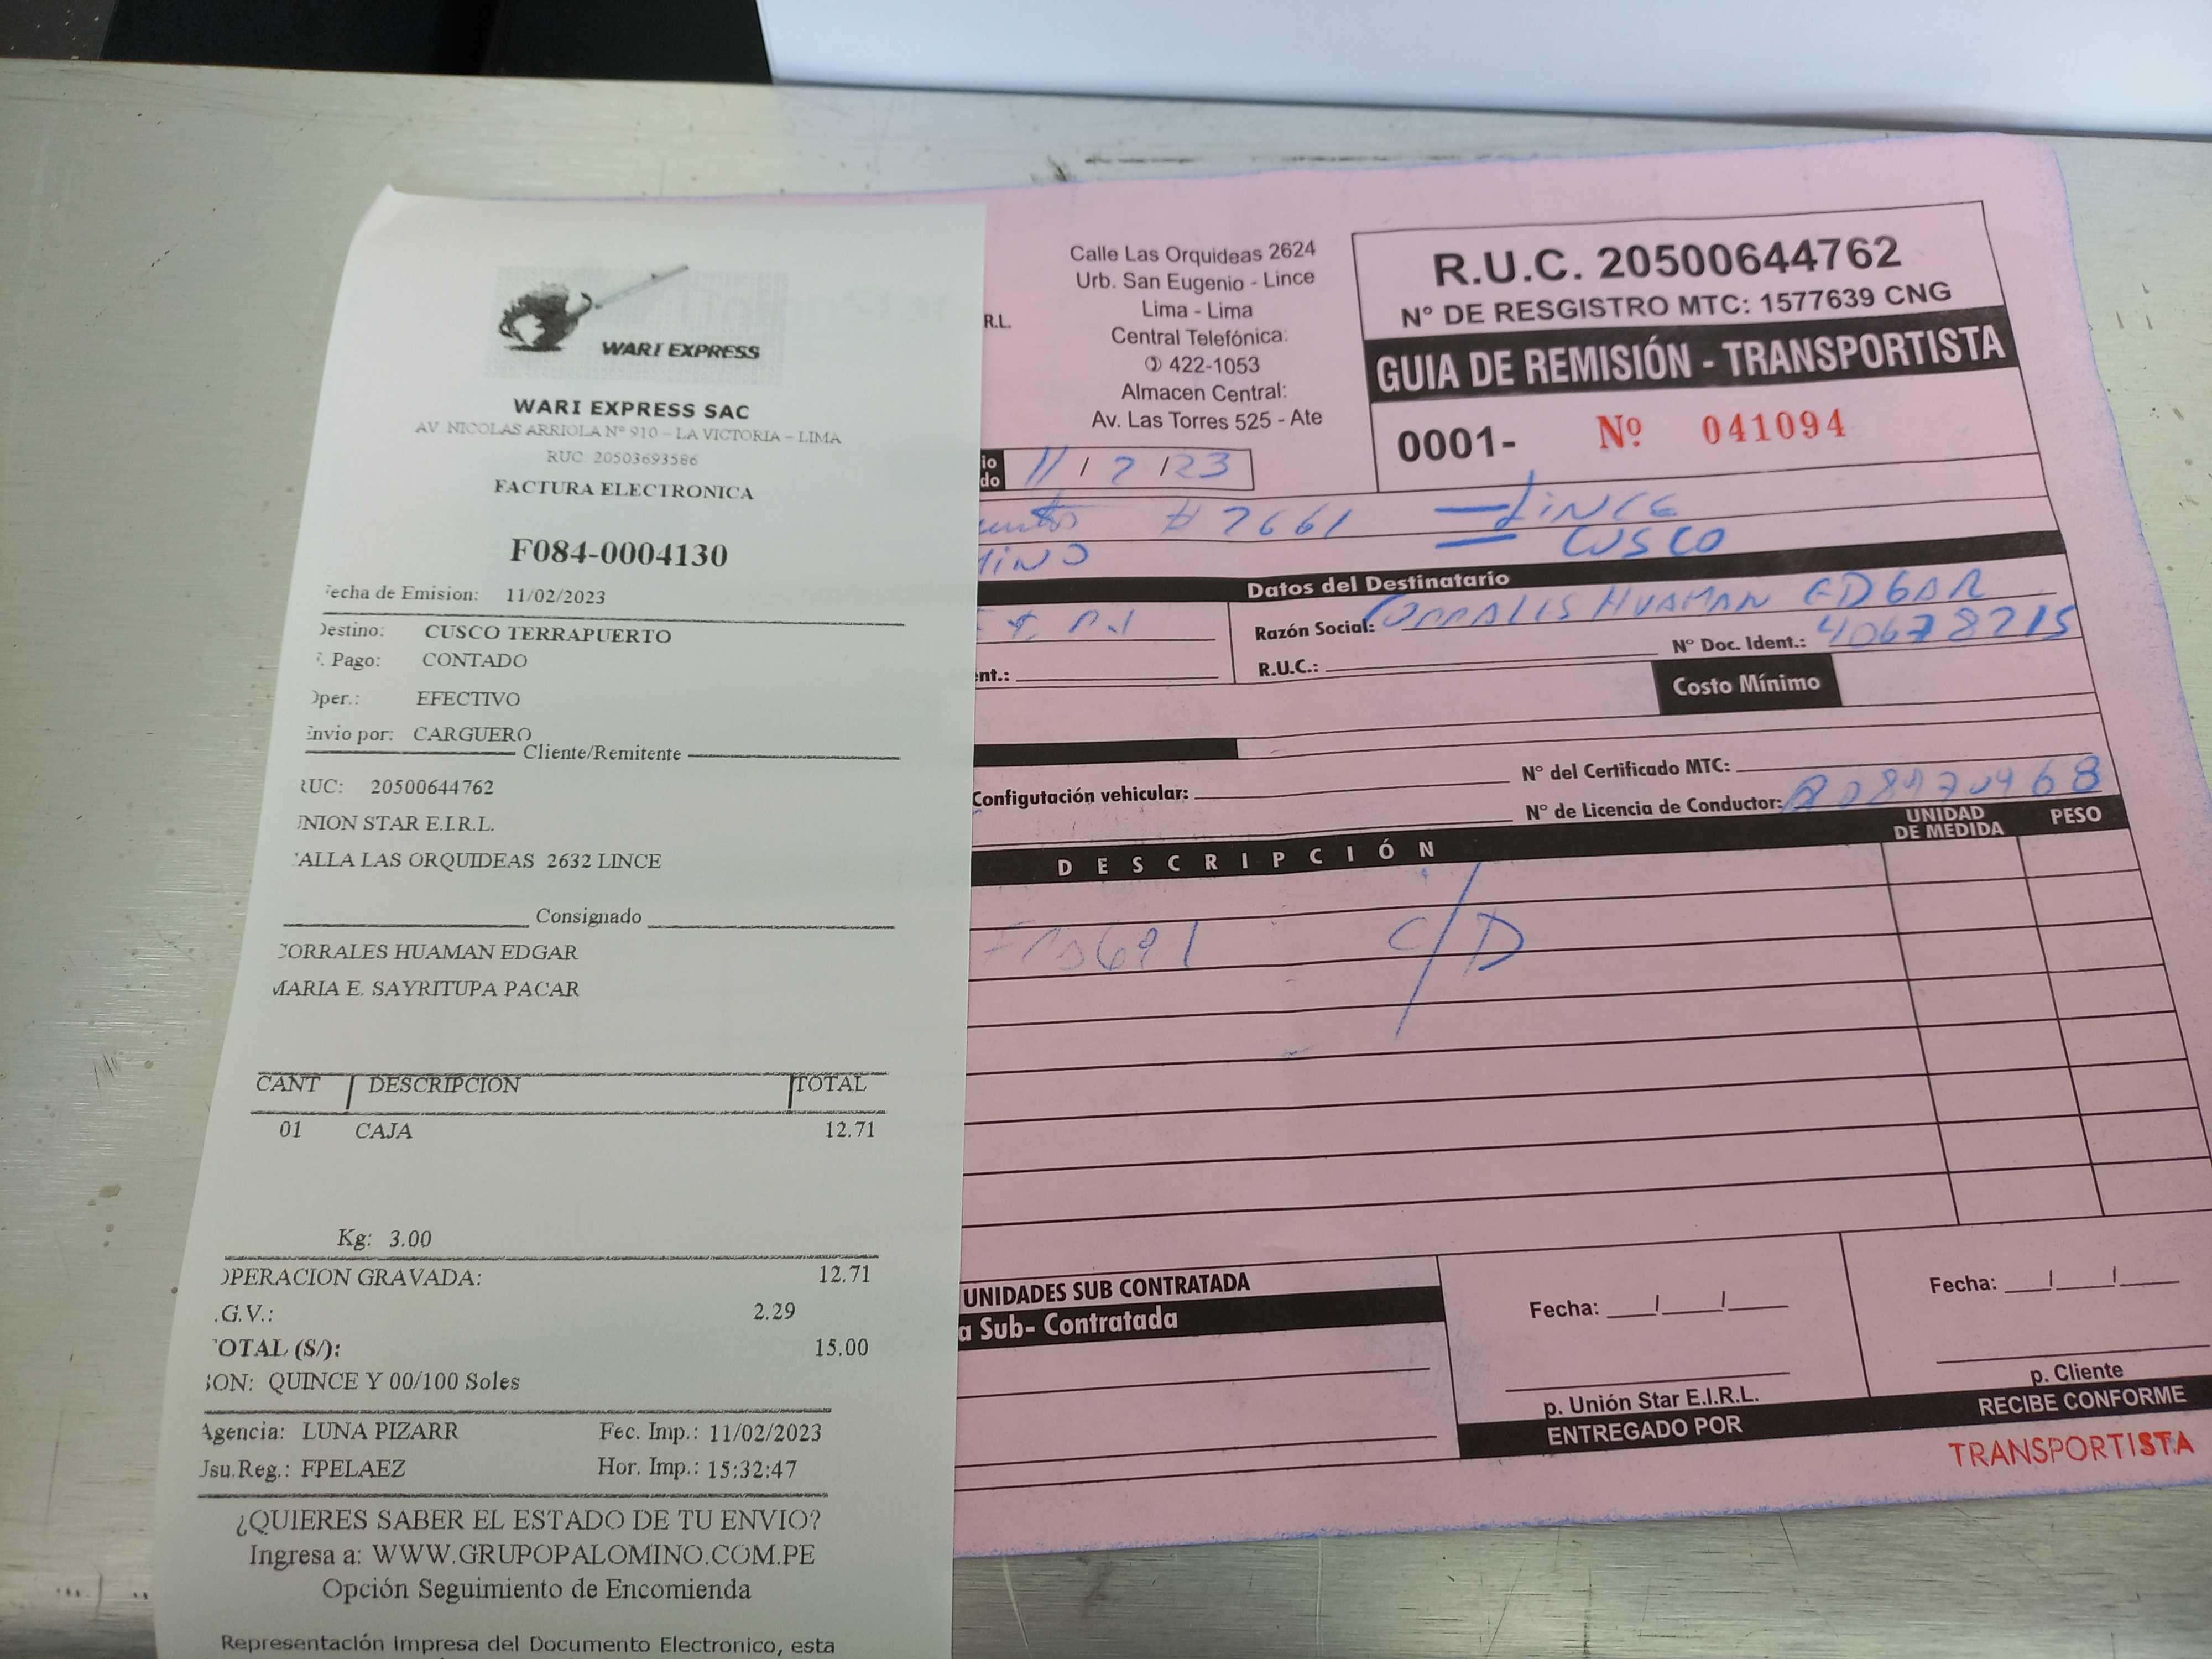 WARI EXPRESS
WARI EXPRESS SAC
AV. NICOLAS ARRIOLA Nº 910 – LA VICTORIA – LIMA
RUC. 20503693586
FACTURA ELECTRONICA
F084-0004130
echa de Emision: 11/02/2023
Destino: CUSCO TERRAPUERTO
. Pago: CONTADO
Oper.: EFECTIVO
Envio por: CARGUERO
Cliente/Remitente
RUC: 20500644762
UNION STAR E.I.R.L.
ALLA LAS ORQUIDEAS 2632 LINCE
Consignado
CORRALES HUAMAN EDGAR
MARIA E. SAYRITUPA PACAR
CANT DESCRIPCION TOTAL
01 CAJA 12.71
Kg: 3.00
OPERACION GRAVADA: 12.71
.G.V.: 2.29
TOTAL (S/): 15.00
SON: QUINCE Y 00/100 Soles
Agencia: LUNA PIZARR Fec. Imp.: 11/02/2023
Usu.Reg.: FPELAEZ Hor. Imp.: 15:32:47
¿QUIERES SABER EL ESTADO DE TU ENVIO?
Ingresa a: WWW.GRUPOPALOMINO.COM.PE
Opción Seguimiento de Encomienda
Representación impresa del Documento Electronico, esta
R.L.
Calle Las Orquideas 2624
Urb. San Eugenio - Lince
Lima - Lima
Central Telefónica:
422-1053
Almacen Central:
Av. Las Torres 525 - Ate
R.U.C. 20500644762
N° DE RESGISTRO MTC: 1577639 CNG
GUIA DE REMISIÓN - TRANSPORTISTA
0001- Nº 041094
io
do 11 / 2 / 23
# 7661 LINCE
CUSCO
Datos del Destinatario
Razón Social: CORRALES HUAMAN EDGAR
N° Doc. Ident.: 40678215
nt.: R.U.C.:
Costo Mínimo
Configutación vehicular: N° del Certificado MTC:
N° de Licencia de Conductor:
DESCRIPCIÓN UNIDAD DE MEDIDA PESO
C/D
UNIDADES SUB CONTRATADA
a Sub- Contratada
Fecha: / / Fecha: / /
p. Unión Star E.I.R.L. p. Cliente
ENTREGADO POR RECIBE CONFORME
TRANSPORTISTA